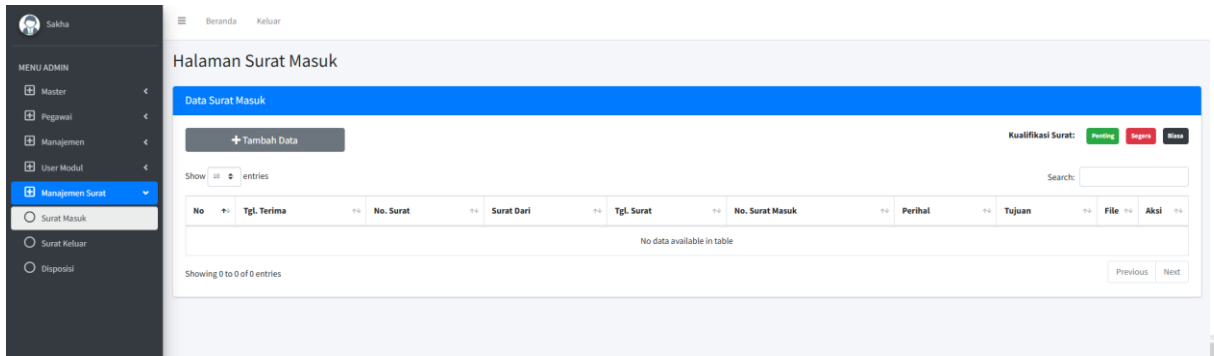 Sakha
Beranda Keluar
MENU ADMIN
Master
Pegawai
Manajemen
User Modul
Manajemen Surat
Surat Masuk
Surat Keluar
Disposisi
Halaman Surat Masuk
Data Surat Masuk
Tambah Data
Kualifikasi Surat: Penting Segera Biasa
Show 10 entries
Search:
No Tgl. Terima No. Surat Surat Dari Tgl. Surat No. Surat Masuk Perihal Tujuan File Aksi
No data available in table
Showing 0 to 0 of 0 entries
Previous Next